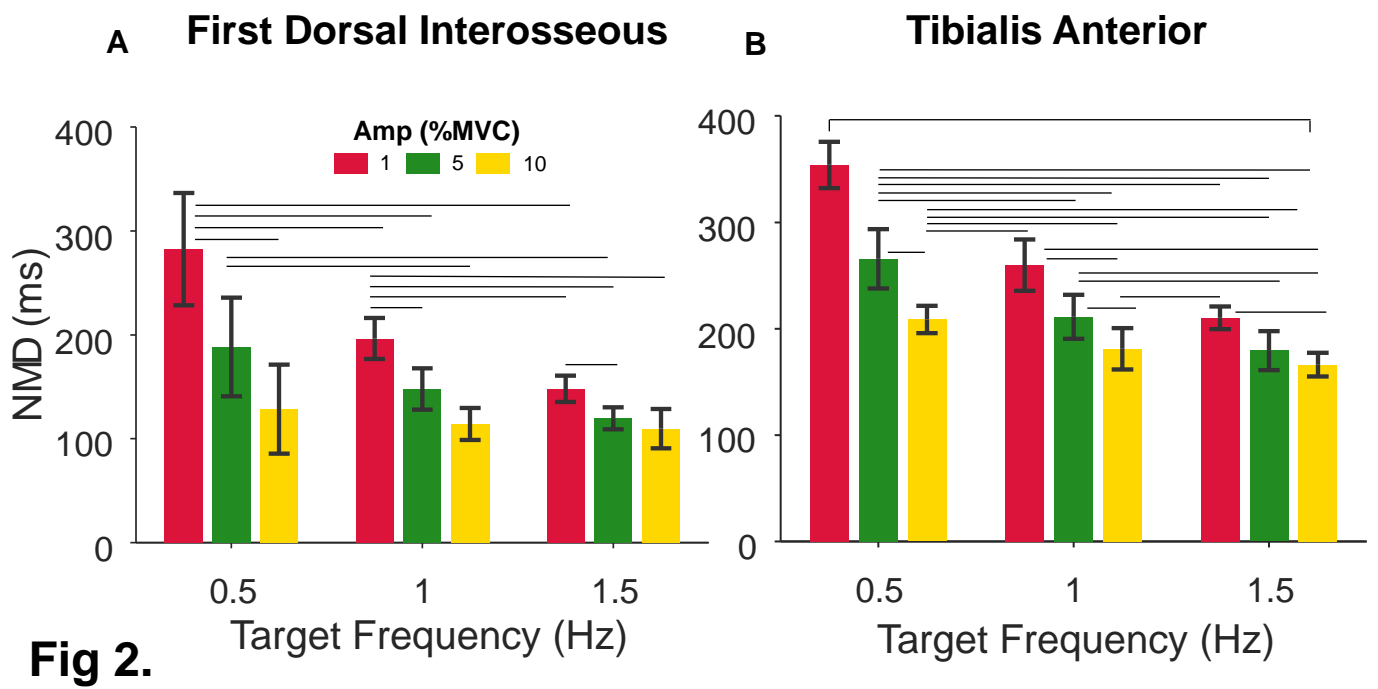 A First Dorsal Interosseous
Amp (%MVC)
1 5 10
NMD (ms)
400
300
200
100
0
0.5 1 1.5
Target Frequency (Hz)
B Tibialis Anterior
400
300
200
100
0
0.5 1 1.5
Target Frequency (Hz)
Fig 2.